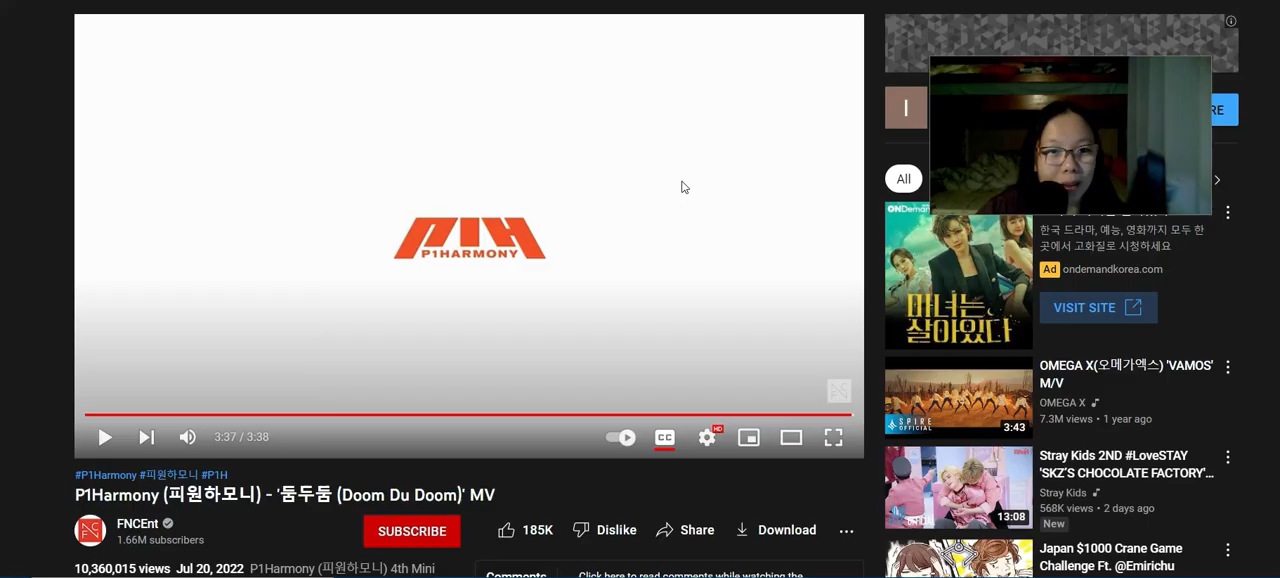 P1H
P1HARMONY
3:37 / 3:38
CC
HD
#P1Harmony #피원하모니 #P1H
P1Harmony (피원하모니) - '둠두둠 (Doom Du Doom)' MV
FNCEnt
1.66M subscribers
SUBSCRIBE
185K
Dislike
Share
Download
10,360,015 views Jul 20, 2022 P1Harmony (피원하모니) 4th Mini
Comments
Click here to read comments while watching the
I
RE
All
ONDeman
마녀는
살아있다
한국 드라마, 예능, 영화까지 모두 한
곳에서 고화질로 시청하세요
Ad ondemandkorea.com
VISIT SITE
SPIRE
OFFICIAL
3:43
OMEGA X(오메가엑스) 'VAMOS'
M/V
OMEGA X
7.3M views • 1 year ago
13:08
Stray Kids 2ND #LoveSTAY
'SKZ'S CHOCOLATE FACTORY'...
Stray Kids
568K views • 2 days ago
New
Japan $1000 Crane Game
Challenge Ft. @Emirichu